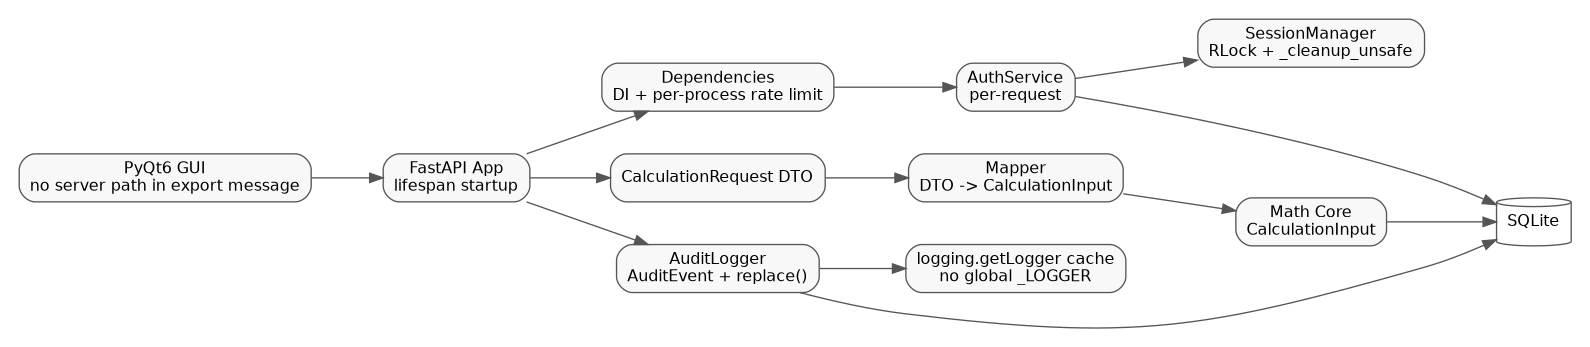 PyQt6 GUI
no server path in export message
FastAPI App
lifespan startup
Dependencies
DI + per-process rate limit
CalculationRequest DTO
AuditLogger
AuditEvent + replace()
AuthService
per-request
Mapper
DTO -> CalculationInput
logging.getLogger cache
no global _LOGGER
SessionManager
RLock + _cleanup_unsafe
Math Core
CalculationInput
SQLite